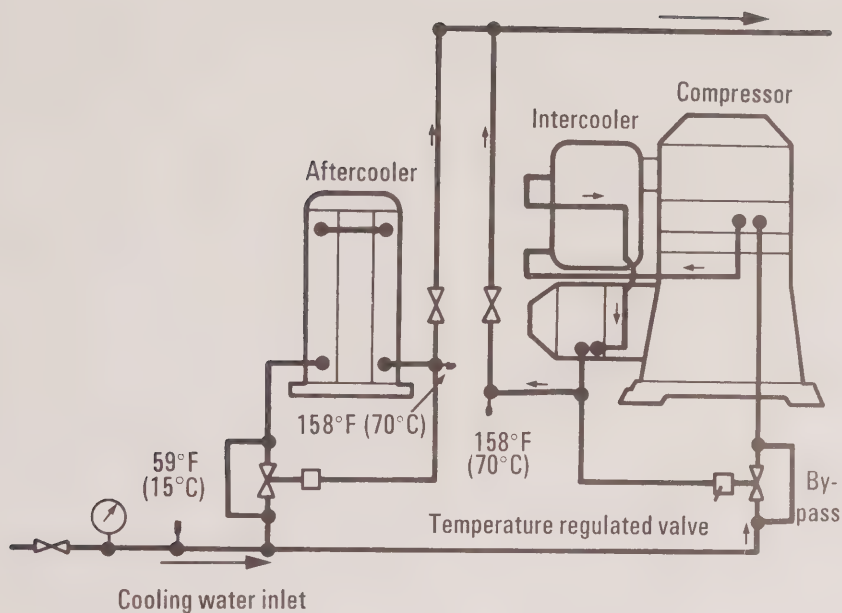 Compressor
Intercooler
Aftercooler
158°F (70°C)
158°F
(70°C)
59°F
(15°C)
By-
pass
Temperature regulated valve
Cooling water inlet